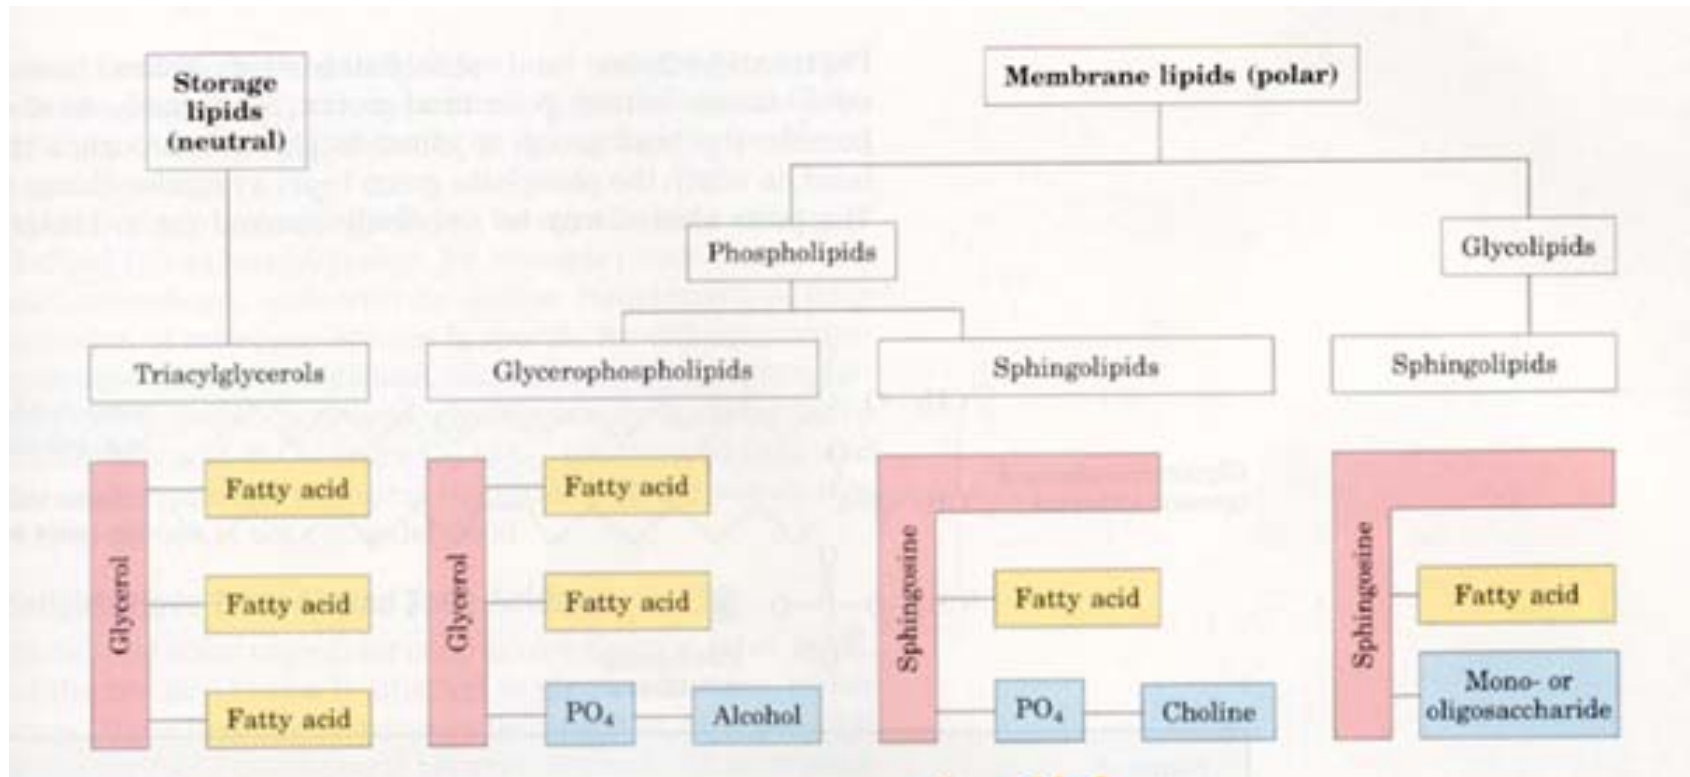 Storage
lipids
(neutral)
Membrane lipids (polar)
Phospholipids
Glycolipids
Triacylglycerols
Glycerophospholipids
Sphingolipids
Sphingolipids
Glycerol
Fatty acid
Fatty acid
Fatty acid
Glycerol
Fatty acid
Fatty acid
PO₄
Alcohol
Sphingosine
Fatty acid
PO₄
Choline
Sphingosine
Fatty acid
Mono- or
oligosaccharide